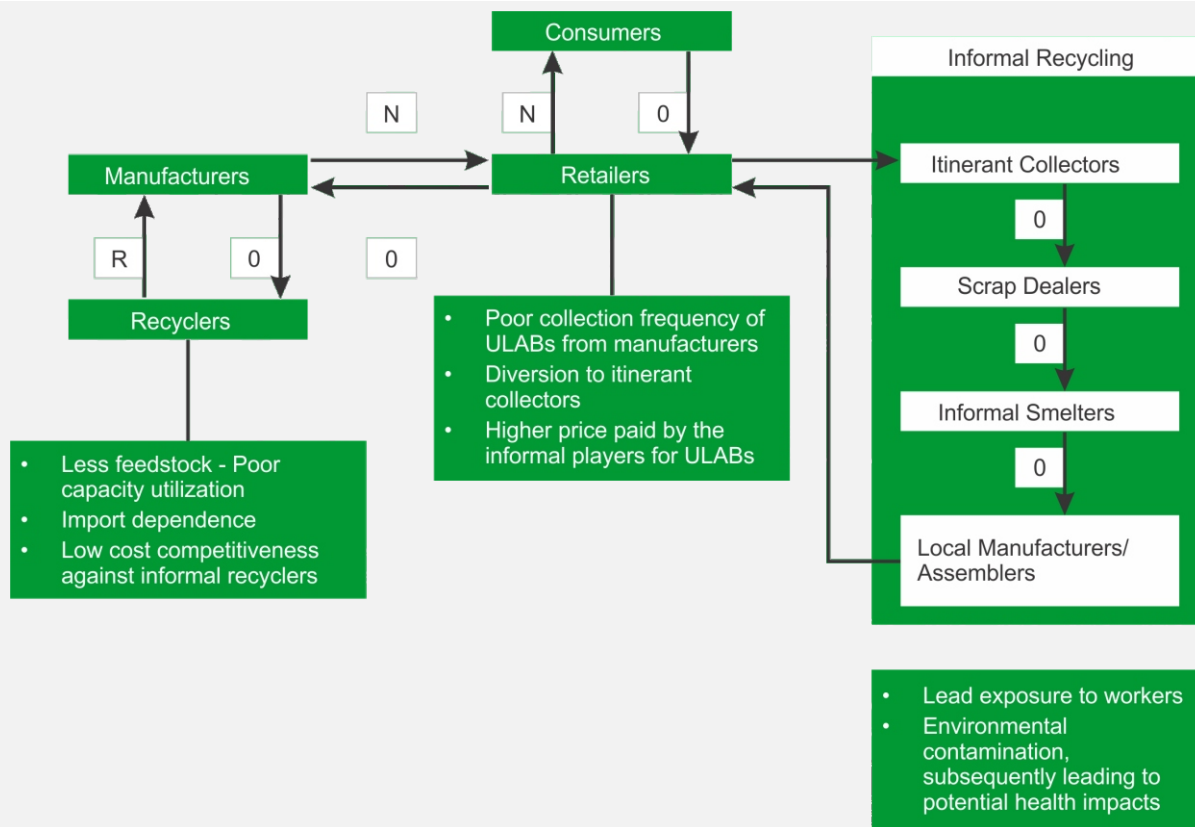 Consumers
Informal Recycling
N
N
0
Manufacturers
Retailers
Itinerant Collectors
R
0
0
0
Recyclers
Scrap Dealers
0
Informal Smelters
0
Local Manufacturers/
Assemblers
• Poor collection frequency of
ULABs from manufacturers
• Diversion to itinerant
collectors
• Higher price paid by the
informal players for ULABs
• Less feedstock - Poor
capacity utilization
• Import dependence
• Low cost competitiveness
against informal recyclers
• Lead exposure to workers
• Environmental
contamination,
subsequently leading to
potential health impacts